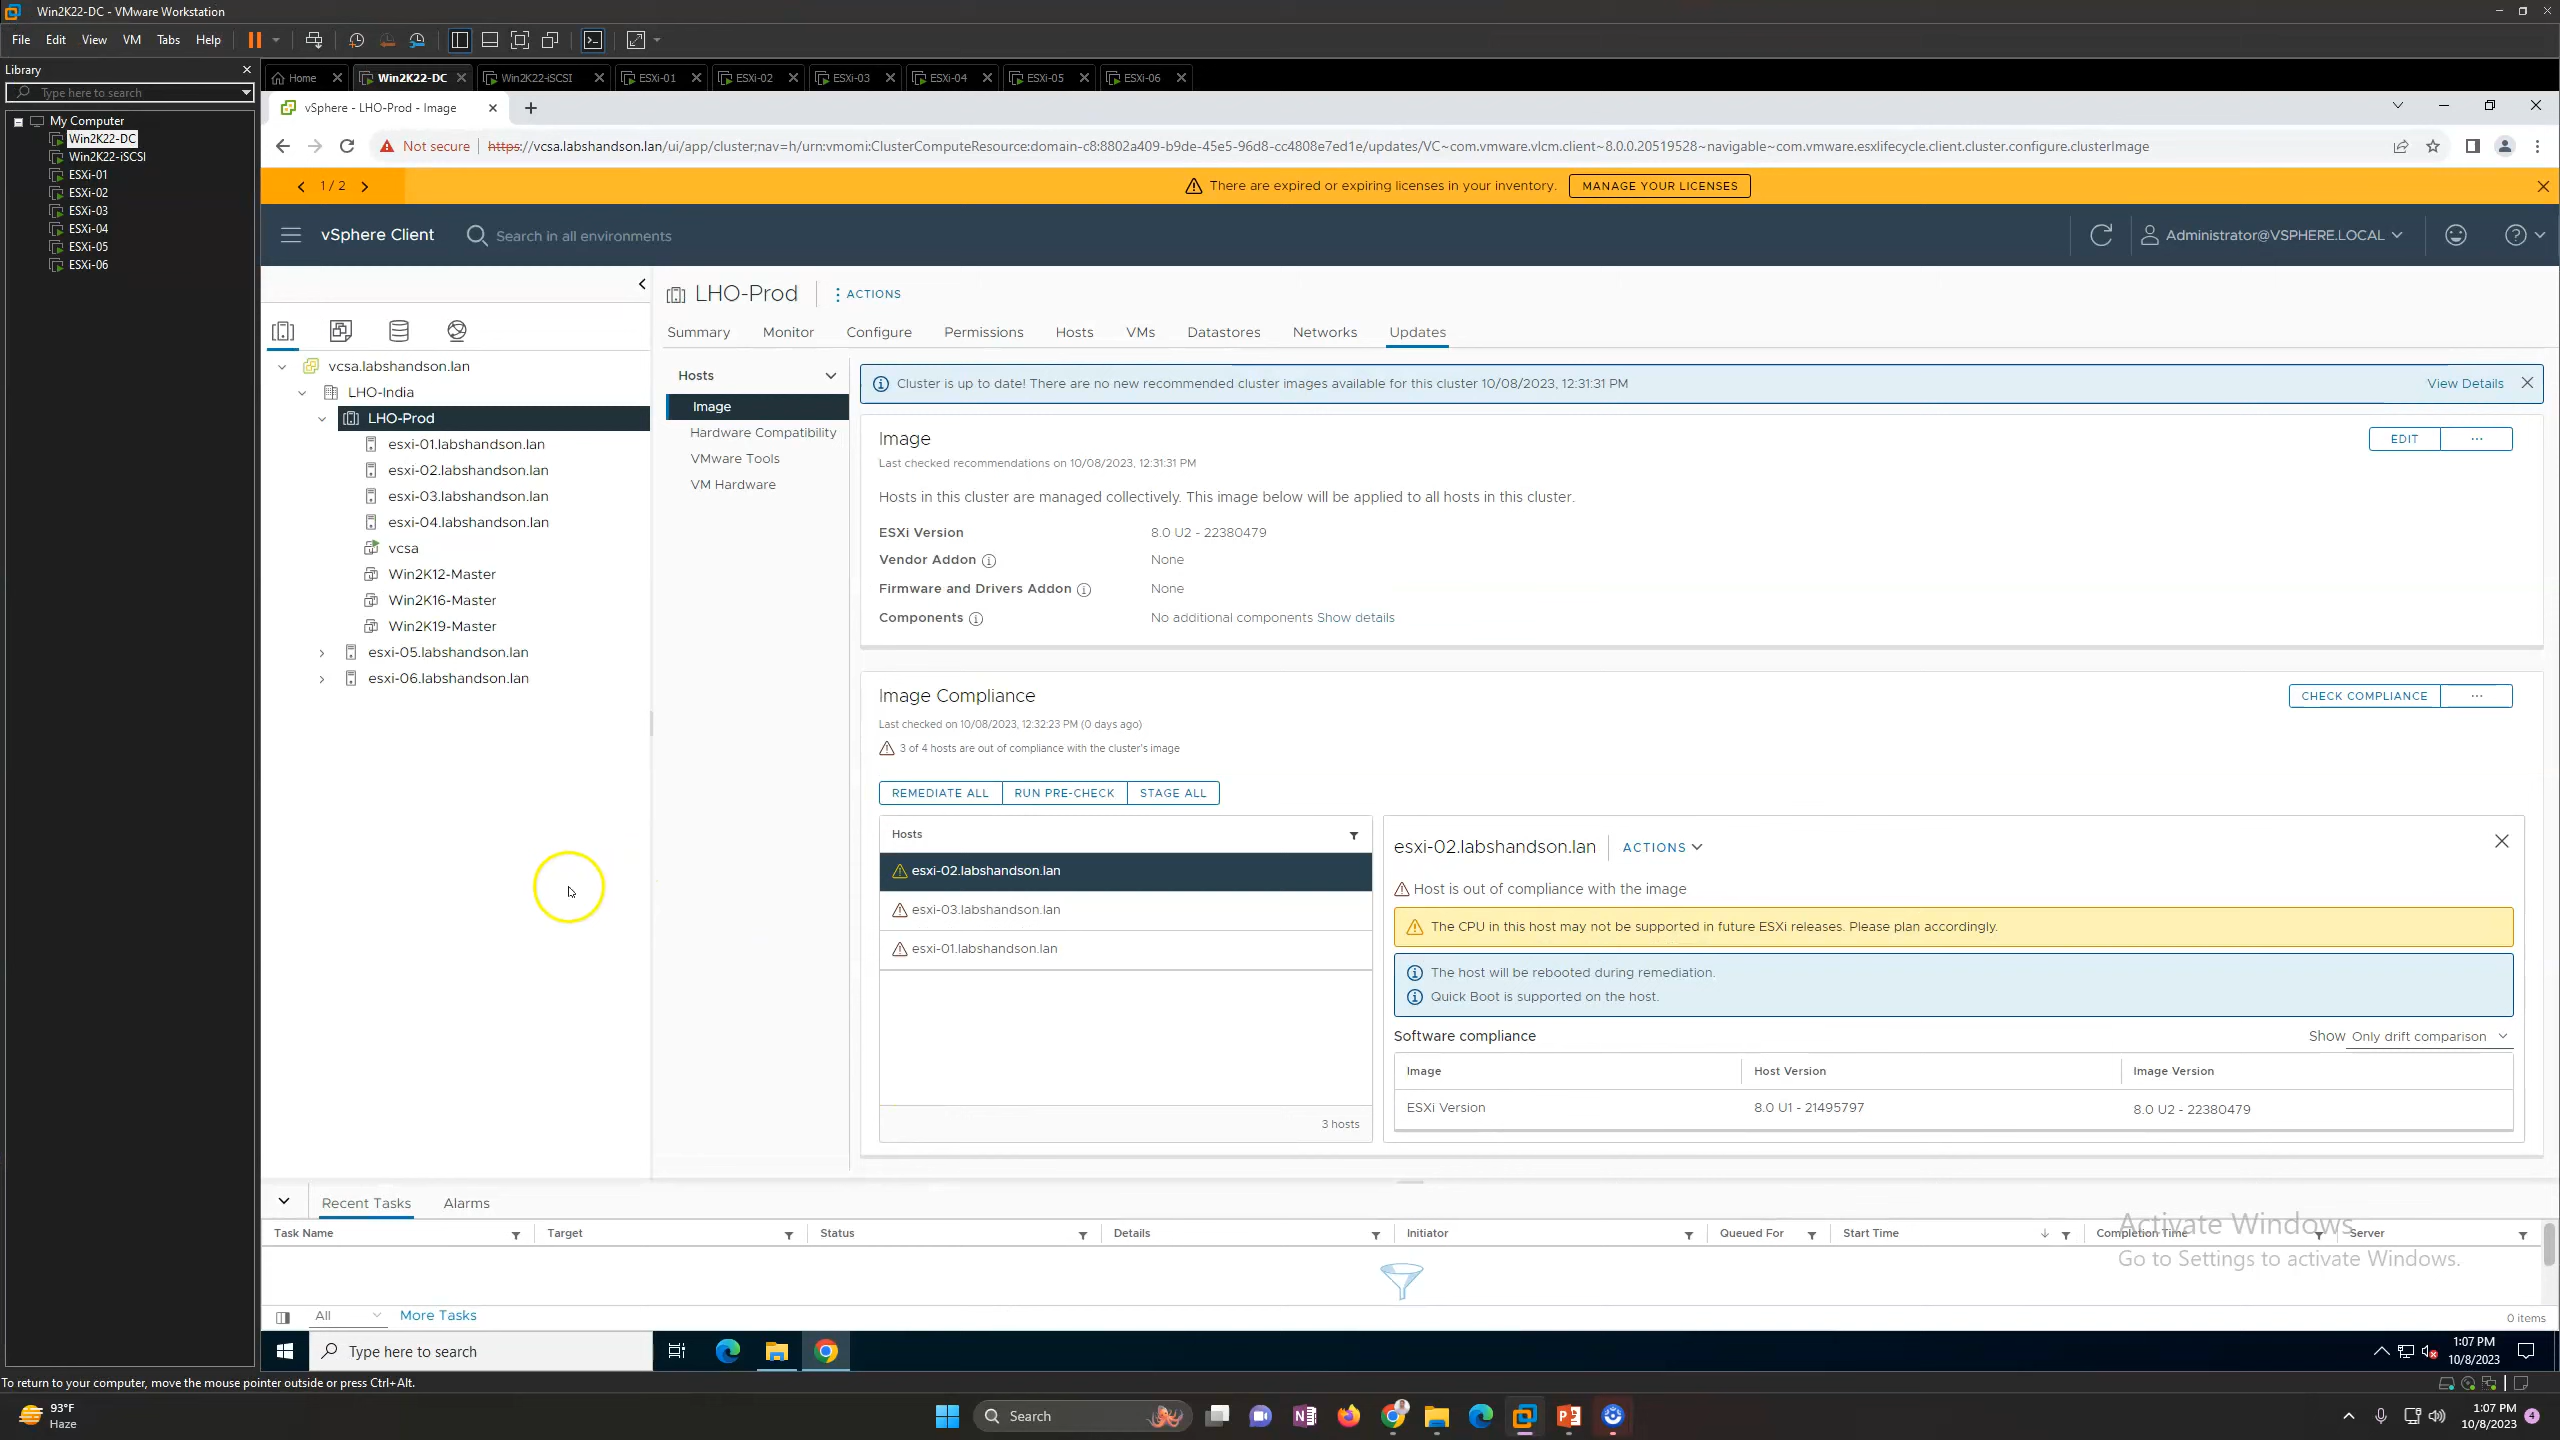 Win2K22-DC - VMware Workstation
File Edit View VM Tabs Help
Library
Type here to search
My Computer
Win2K22-DC
Win2K22-iSCSI
ESXi-01
ESXi-02
ESXi-03
ESXi-04
ESXi-05
ESXi-06
Home Win2K22-DC Win2K22-iSCSI ESXi-01 ESXi-02 ESXi-03 ESXi-04 ESXi-05 ESXi-06
vSphere - LHO-Prod - Image
Not secure https://vcsa.labshandson.lan/ui/app/cluster;nav=h/urn:vmomi:ClusterComputeResource:domain-c8:8802a409-b9de-45e5-96d8-cc4808e7ed1e/updates/VC~com.vmware.vlcm.client~8.0.0.20519528~navigable~com.vmware.esxlifecycle.client.cluster.configure.clusterImage
1 / 2 There are expired or expiring licenses in your inventory. MANAGE YOUR LICENSES
vSphere Client Search in all environments Administrator@VSPHERE.LOCAL
vcsa.labshandson.lan
LHO-India
LHO-Prod
esxi-01.labshandson.lan
esxi-02.labshandson.lan
esxi-03.labshandson.lan
esxi-04.labshandson.lan
vcsa
Win2K12-Master
Win2K16-Master
Win2K19-Master
esxi-05.labshandson.lan
esxi-06.labshandson.lan
LHO-Prod ACTIONS
Summary Monitor Configure Permissions Hosts VMs Datastores Networks Updates
Hosts
Image
Hardware Compatibility
VMware Tools
VM Hardware
Cluster is up to date! There are no new recommended cluster images available for this cluster 10/08/2023, 12:31:31 PM View Details
Image EDIT ...
Last checked recommendations on 10/08/2023, 12:31:31 PM
Hosts in this cluster are managed collectively. This image below will be applied to all hosts in this cluster.
ESXi Version 8.0 U2 - 22380479
Vendor Addon None
Firmware and Drivers Addon None
Components No additional components Show details
Image Compliance CHECK COMPLIANCE ...
Last checked on 10/08/2023, 12:32:23 PM (0 days ago)
3 of 4 hosts are out of compliance with the cluster's image
REMEDIATE ALL RUN PRE-CHECK STAGE ALL
Hosts
esxi-02.labshandson.lan
esxi-03.labshandson.lan
esxi-01.labshandson.lan
3 hosts
esxi-02.labshandson.lan ACTIONS
Host is out of compliance with the image
The CPU in this host may not be supported in future ESXi releases. Please plan accordingly.
The host will be rebooted during remediation.
Quick Boot is supported on the host.
Software compliance Show Only drift comparison
Image Host Version Image Version
ESXi Version 8.0 U1 - 21495797 8.0 U2 - 22380479
Recent Tasks Alarms
Task Name Target Status Details Initiator Queued For Start Time Completion Time Server
Activate Windows
Go to Settings to activate Windows.
All More Tasks 0 items
Type here to search 1:07 PM
10/8/2023
To return to your computer, move the mouse pointer outside or press Ctrl+Alt.
93°F
Haze
Search
1:07 PM
10/8/2023
4